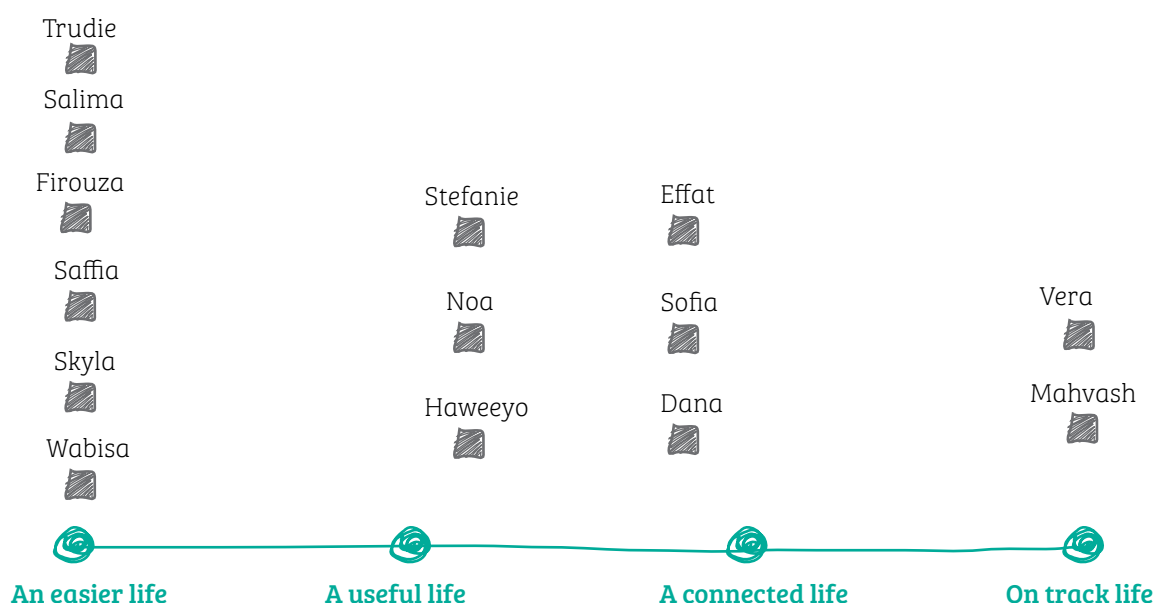 Trudie
Salima
Firouza
Saffia
Skyla
Wabisa
Stefanie
Noa
Haweeyo
Effat
Sofia
Dana
Vera
Mahvash
An easier life
A useful life
A connected life
On track life